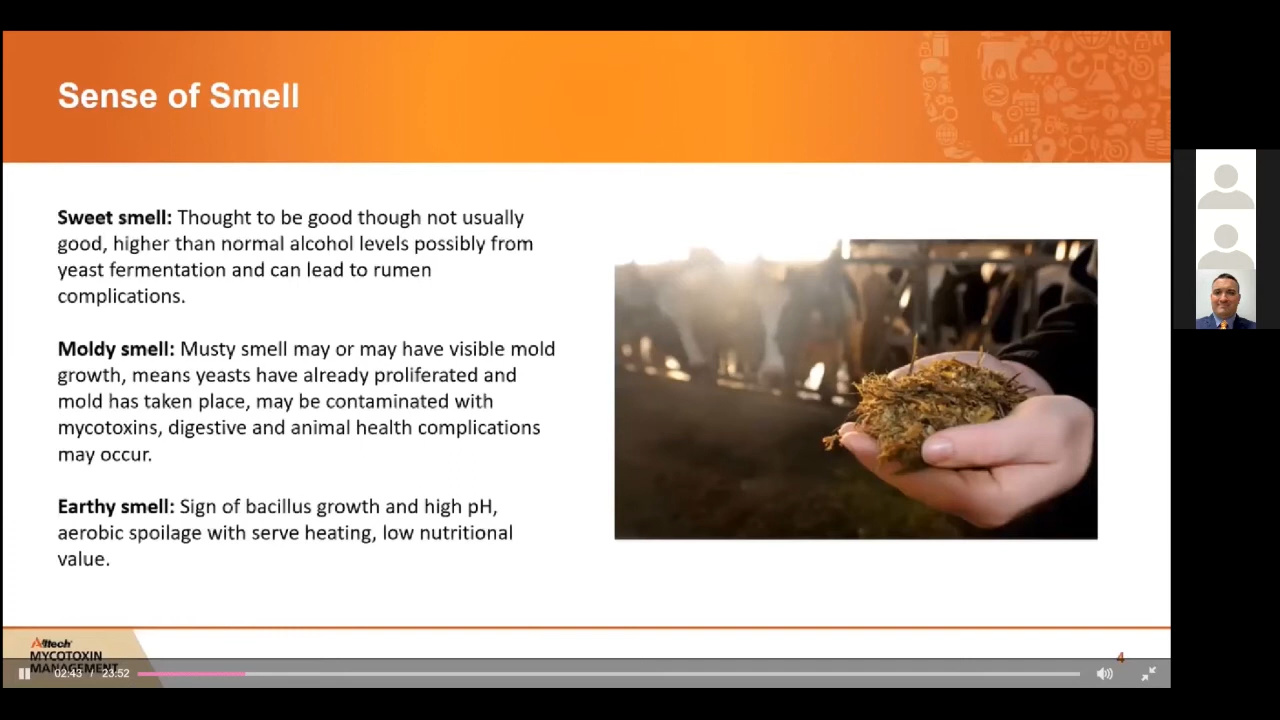 Sense of Smell
Sweet smell: Thought to be good though not usually
good, higher than normal alcohol levels possibly from
yeast fermentation and can lead to rumen
complications.
Moldy smell: Musty smell may or may have visible mold
growth, means yeasts have already proliferated and
mold has taken place, may be contaminated with
mycotoxins, digestive and animal health complications
may occur.
Earthy smell: Sign of bacillus growth and high pH,
aerobic spoilage with serve heating, low nutritional
value.
Alltech
MYCOTOXIN
MANAGEMENT
4
02:43 / 23:52